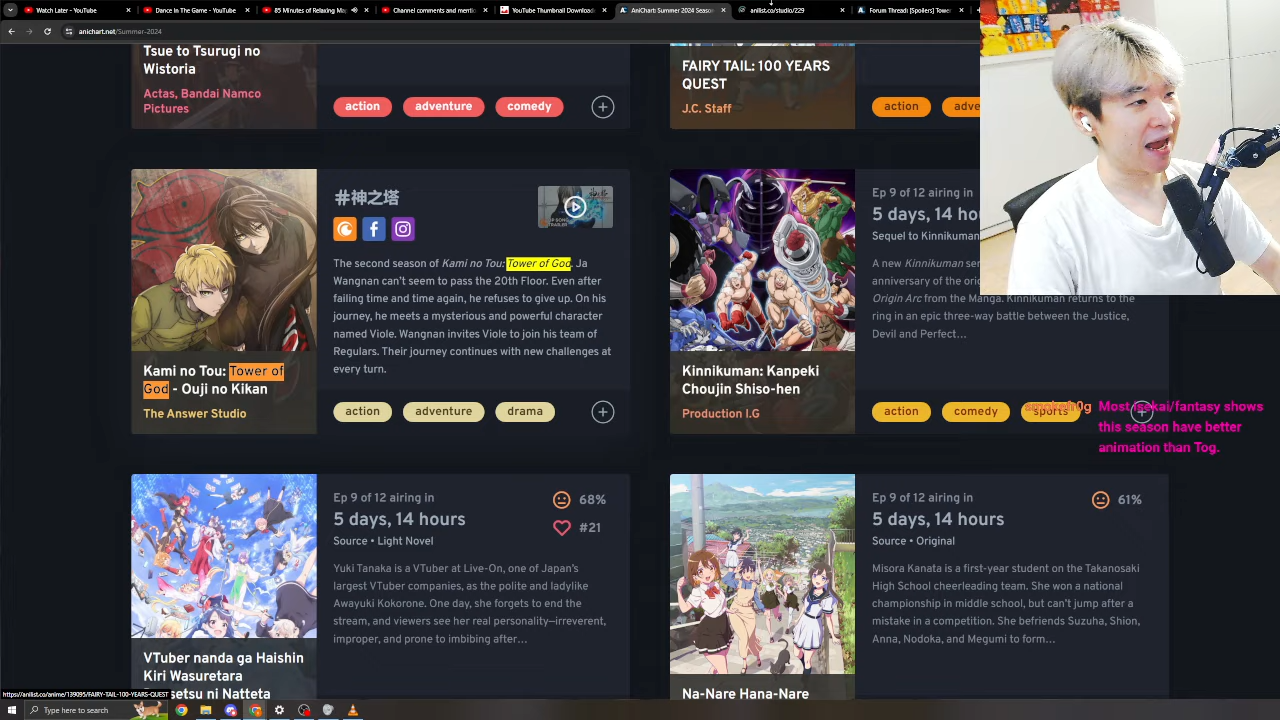 Watch Later - YouTube
Dance In The Game - YouTube
85 Minutes of Relaxing Ma
Channel comments and menti
YouTube Thumbnail Download
AniChart: Summer 2024 Seaso
anilist.co/studio/229
Forum Thread: [Spoilers] Tower
anichart.net/Summer-2024
Tsue to Tsurugi no
Wistoria
Actas, Bandai Namco
Pictures
action adventure comedy
FAIRY TAIL: 100 YEARS
QUEST
J.C. Staff
action adve
#神之塔
The second season of Kami no Tou: Tower of God. Ja
Wangnan can't seem to pass the 20th Floor. Even after
failing time and time again, he refuses to give up. On his
journey, he meets a mysterious and powerful character
named Viole. Wangnan invites Viole to join his team of
Regulars. Their journey continues with new challenges at
every turn.
Kami no Tou: Tower of
God - Ouji no Kikan
The Answer Studio
action adventure drama
Ep 9 of 12 airing in
5 days, 14 hou
Sequel to Kinnikuman
A new Kinnikuman ser
anniversary of the orig
Origin Arc from the Manga. Kinnikuman returns to the
ring in an epic three-way battle between the Justice,
Devil and Perfect...
Kinnikuman: Kanpeki
Choujin Shiso-hen
Production I.G
action comedy sports
smokefr0g Most isekai/fantasy shows
this season have better
animation than Tog.
Ep 9 of 12 airing in
68%
5 days, 14 hours
#21
Source • Light Novel
Yuki Tanaka is a VTuber at Live-On, one of Japan's
largest VTuber companies, as the polite and ladylike
Awayuki Kokorone. One day, she forgets to end the
stream, and viewers see her real personality—irreverent,
improper, and prone to imbibing after...
VTuber nanda ga Haishin
Kiri Wasuretara
Densetsu ni Natteta
Ep 9 of 12 airing in
61%
5 days, 14 hours
Source • Original
Misora Kanata is a first-year student on the Takanosaki
High School cheerleading team. She won a national
championship in middle school, but can't jump after a
mistake in a competition. She befriends Suzuha, Shion,
Anna, Nodoka, and Megumi to form...
Na-Nare Hana-Nare
https://anilist.co/anime/139095/FAIRY-TAIL-100-YEARS-QUEST
Type here to search